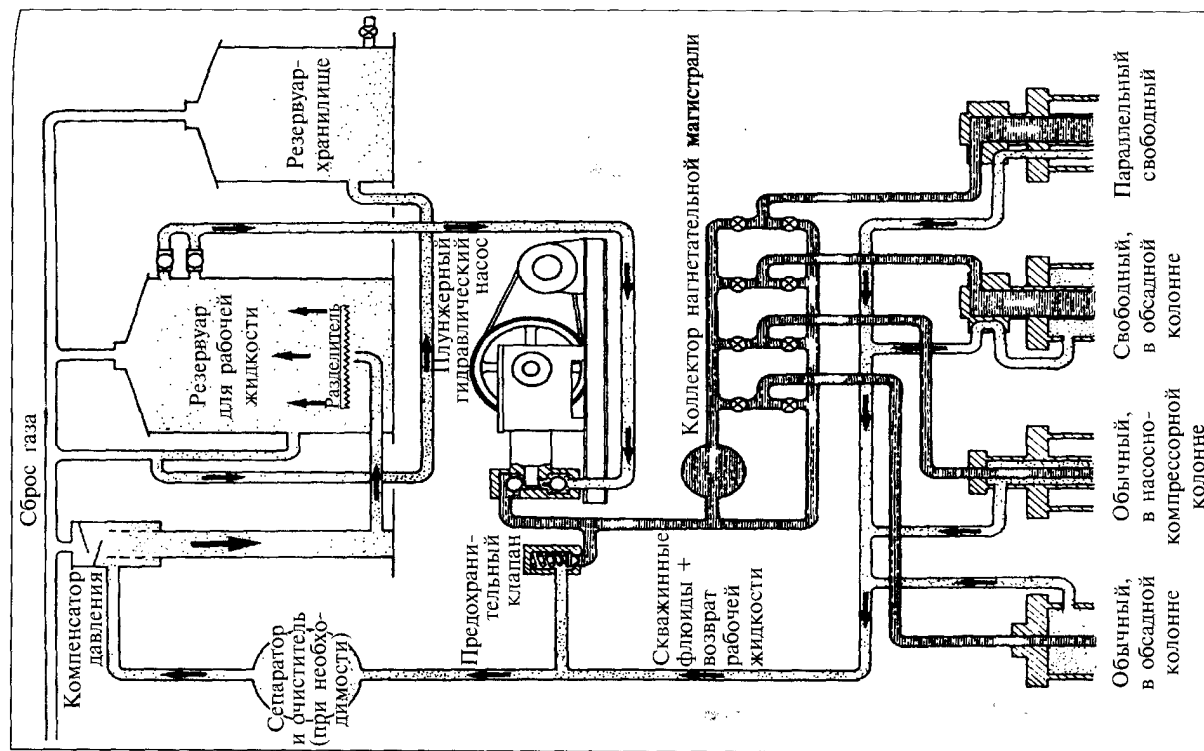 Сброс газа
Компенсатор
давления
Резервуар
для рабочей
жидкости
Разделитель
Резервуар-
хранилище
Сепаратор
и очиститель
(при необхо-
димости)
Предохрани-
тельный
клапан
Плунжерный
гидравлический
насос
Скважинные
флюиды +
возврат
рабочей
жидкости
Коллектор нагнетательной магистрали
Обычный,
в обсадной
колонне
Обычный,
в насосно-
компрессорной
колонне
Свободный,
в обсадной
колонне
Параллельный
свободный